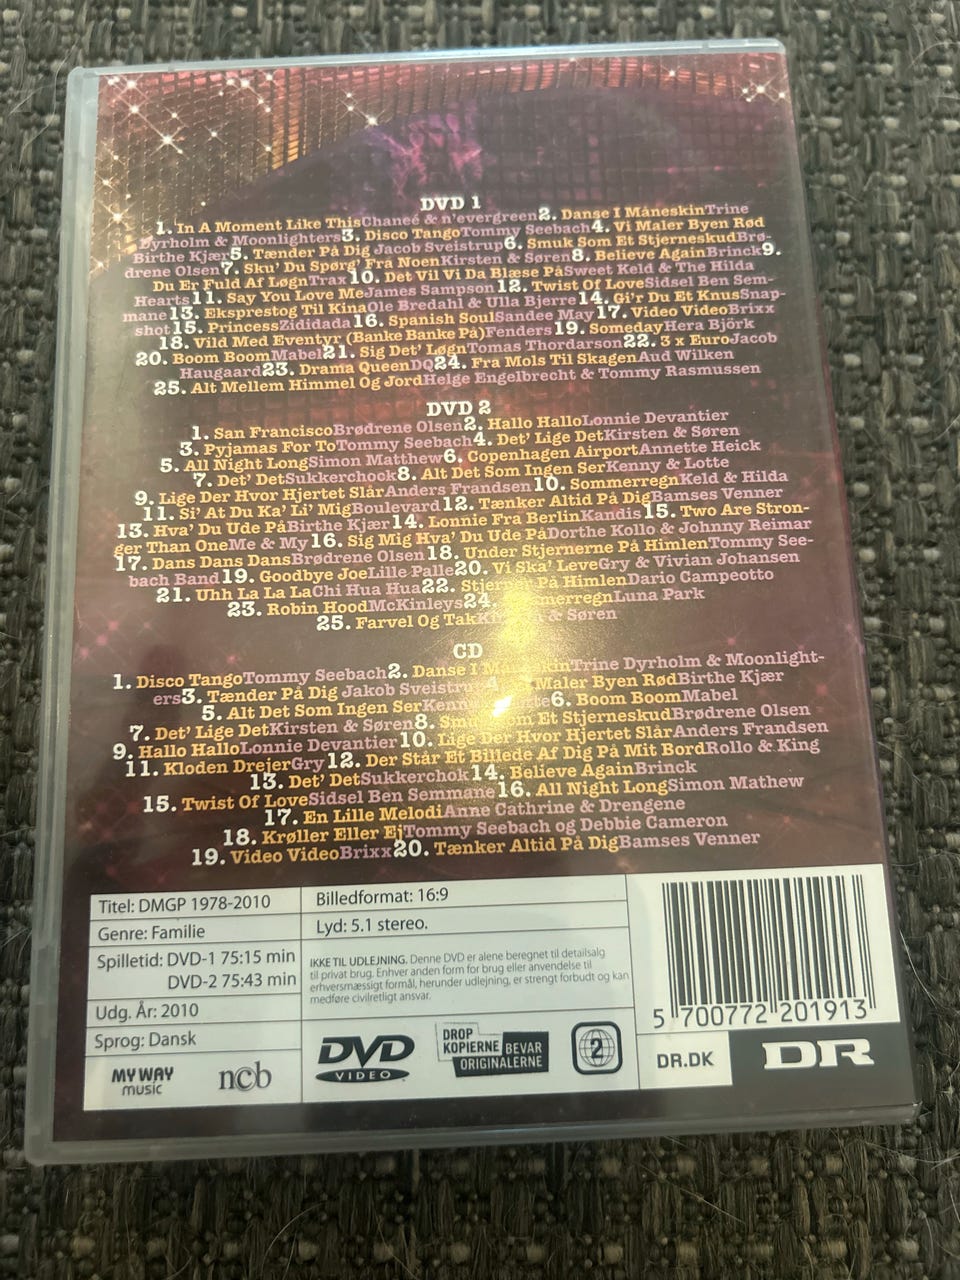 DVD 1
1. In A Moment Like ThisChaneé & n'evergreen2. Danse I MåneskinTrine
Dyrholm & Moonlighters3. Disco TangoTommy Seebach4. Vi Maler Byen Rød
Birthe Kjær5. Tænder På Dig Jacob Sveistrup6. Smuk Som Et StjerneskudBrø-
drene Olsen7. Sku' Du Spørg' Fra NoenKirsten & Søren8. Believe AgainBrinck9.
Du Er Fuld Af LøgnTrax10. Det Vil Vi Da Blæse PåSweet Keld & The Hilda
Hearts11. Say You Love MeJames Sampson12. Twist Of LoveSidsel Ben Sem-
mane13. Eksprestog Til KinaOle Bredahl & Ulla Bjerre14. Gi'r Du Et KnusSnap-
shot15. PrincessZididada16. Spanish SoulSandee May17. Video VideoBrixx
18. Vild Med Eventyr (Banke Banke På)Fenders19. SomedayHera Björk
20. Boom BoomMabel21. Sig Det' LøgnTomas Thordarson22. 3 x EuroJacob
Haugaard23. Drama QueenDQ24. Fra Mols Til SkagenAud Wilken
25. Alt Mellem Himmel Og JordHelge Engelbrecht & Tommy Rasmussen
DVD 2
1. San FranciscoBrødrene Olsen2. Hallo HalloLonnie Devantier
3. Pyjamas For ToTommy Seebach4. Det' Lige DetKirsten & Søren
5. All Night LongSimon Matthew6. Copenhagen AirportAnnette Heick
7. Det' DetSukkerchock8. Alt Det Som Ingen SerKenny & Lotte
9. Lige Der Hvor Hjertet SlårAnders Frandsen10. SommerregnKeld & Hilda
11. Si' At Du Ka' Li' MigBoulevard12. Tænker Altid På DigBamses Venner
13. Hva' Du Ude PåBirthe Kjær14. Lonnie Fra BerlinKandis15. Two Are Stron-
ger Than OneMe & My16. Sig Mig Hva' Du Ude PåDorthe Kollo & Johnny Reimar
17. Dans Dans DansBrødrene Olsen18. Under Stjernerne På HimlenTommy See-
bach Band19. Goodbye JoeLille Palle20. Vi Ska' LeveGry & Vivian Johansen
21. Uhh La La LaChi Hua Hua22. Stjernen På HimlenDario Campeotto
23. Robin HoodMcKinleys24. SommerregnLuna Park
25. Farvel Og TakKirsten & Søren
CD
1. Disco TangoTommy Seebach2. Danse I MåneskinTrine Dyrholm & Moonlight-
ers3. Tænder På Dig Jakob Sveistrup4. Vi Maler Byen RødBirthe Kjær
5. Alt Det Som Ingen SerKenny & Lotte6. Boom BoomMabel
7. Det' Lige DetKirsten & Søren8. Smuk Som Et StjerneskudBrødrene Olsen
9. Hallo HalloLonnie Devantier10. Lige Der Hvor Hjertet SlårAnders Frandsen
11. Kloden DrejerGry12. Der Står Et Billede Af Dig På Mit BordRollo & King
13. Det' DetSukkerchok14. Believe AgainBrinck
15. Twist Of LoveSidsel Ben Semmane16. All Night LongSimon Mathew
17. En Lille MelodiAnne Cathrine & Drengene
18. Krøller Eller EjTommy Seebach og Debbie Cameron
19. Video VideoBrixx20. Tænker Altid På DigBamses Venner
Titel: DMGP 1978-2010
Genre: Familie
Spilletid: DVD-1 75:15 min
DVD-2 75:43 min
Udg. År: 2010
Sprog: Dansk
MY WAY
music
ncb
Billedformat: 16:9
Lyd: 5.1 stereo.
IKKE TIL UDLEJNING. Denne DVD er alene beregnet til detailsalg
til privat brug. Enhver anden form for brug eller anvendelse til
erhversmæssigt formål, herunder udlejning, er strengt forbudt og kan
medføre civilretligt ansvar.
DVD
VIDEO
DROP
KOPIERNE BEVAR
ORIGINALERNE
2
5 700772 201913
DR.DK
DR